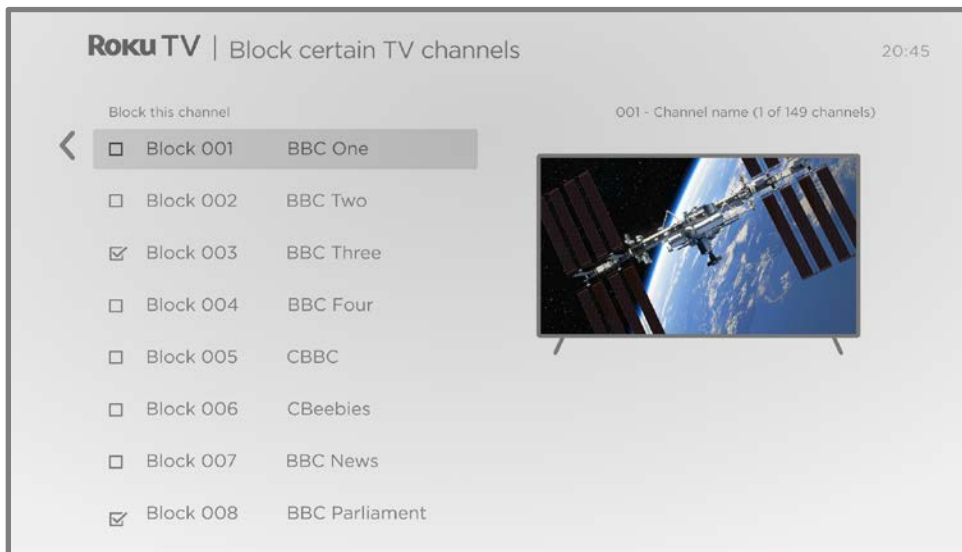 Roku TV | Block certain TV channels
20:45
Block this channel
001 - Channel name (1 of 149 channels)
Block 001 BBC One
Block 002 BBC Two
Block 003 BBC Three
Block 004 BBC Four
Block 005 CBBC
Block 006 CBeebies
Block 007 BBC News
Block 008 BBC Parliament